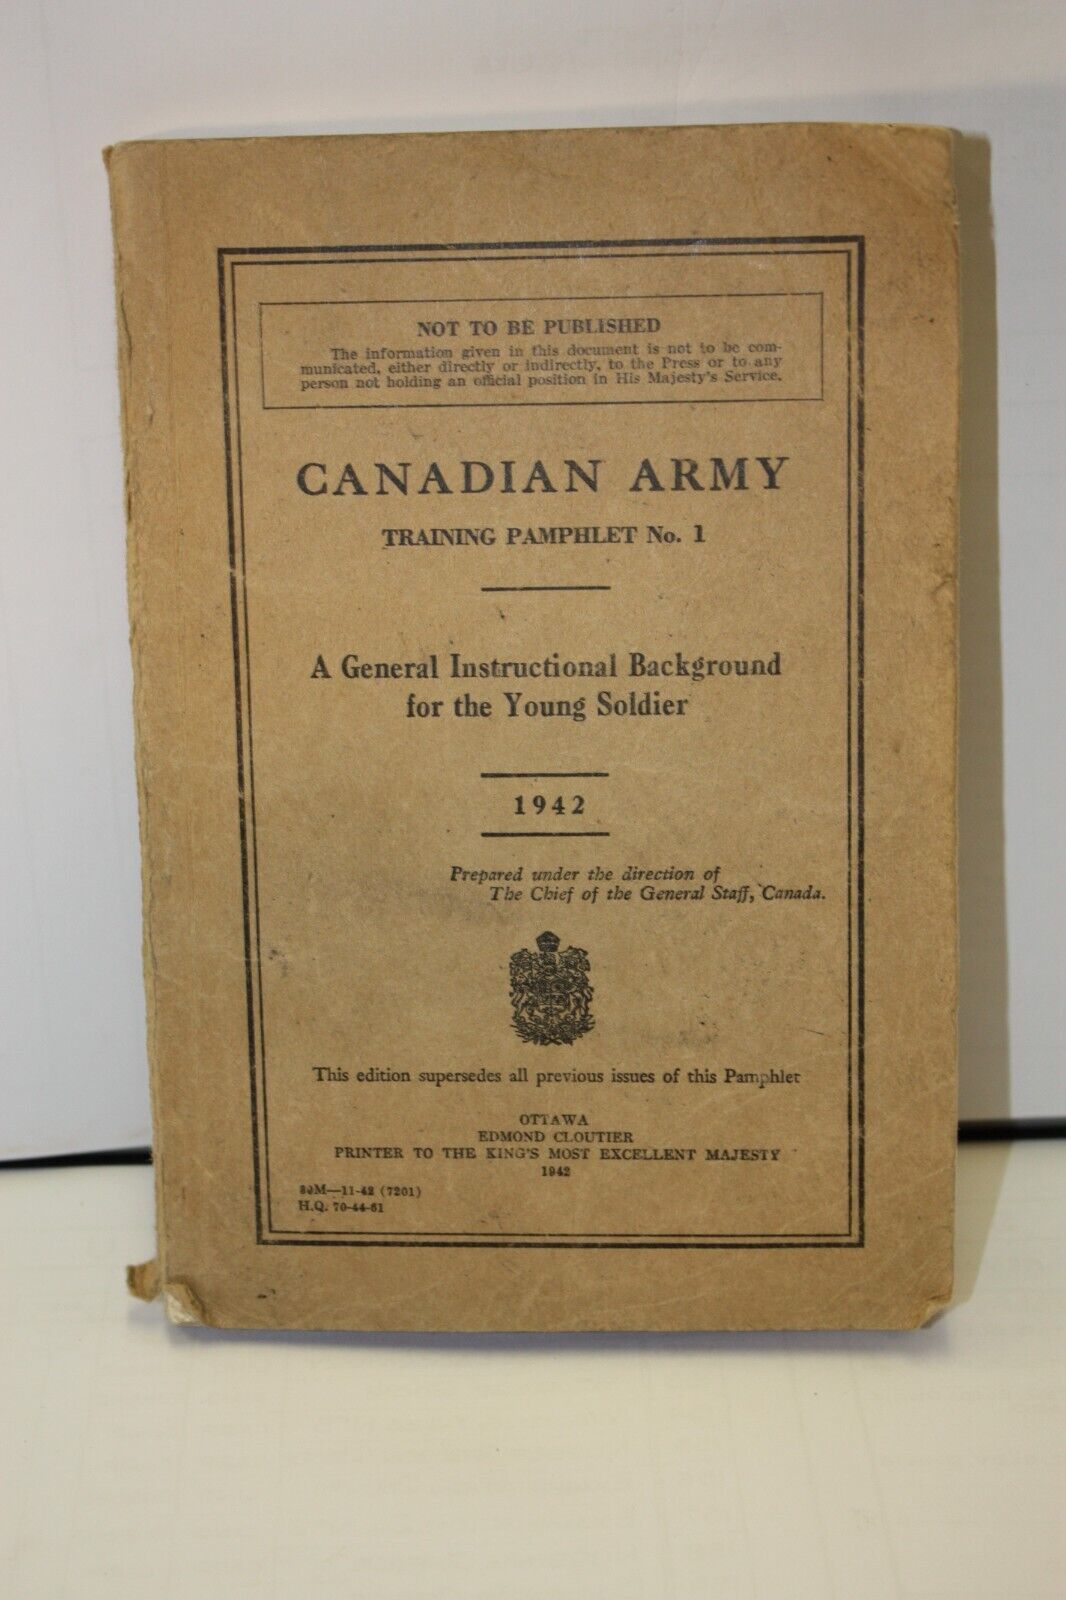 NOT TO BE PUBLISHED
The information given in this document is not to be com-
municated, either directly or indirectly, to the Press or to any
person not holding an official position in His Majesty's Service.
CANADIAN ARMY
TRAINING PAMPHLET No. 1
A General Instructional Background
for the Young Soldier
1942
Prepared under the direction of
The Chief of the General Staff, Canada.
This edition supersedes all previous issues of this Pamphlet
OTTAWA
EDMOND CLOUTIER
PRINTER TO THE KING'S MOST EXCELLENT MAJESTY
1942
11-42 (7201)
H.Q. 70-44-61